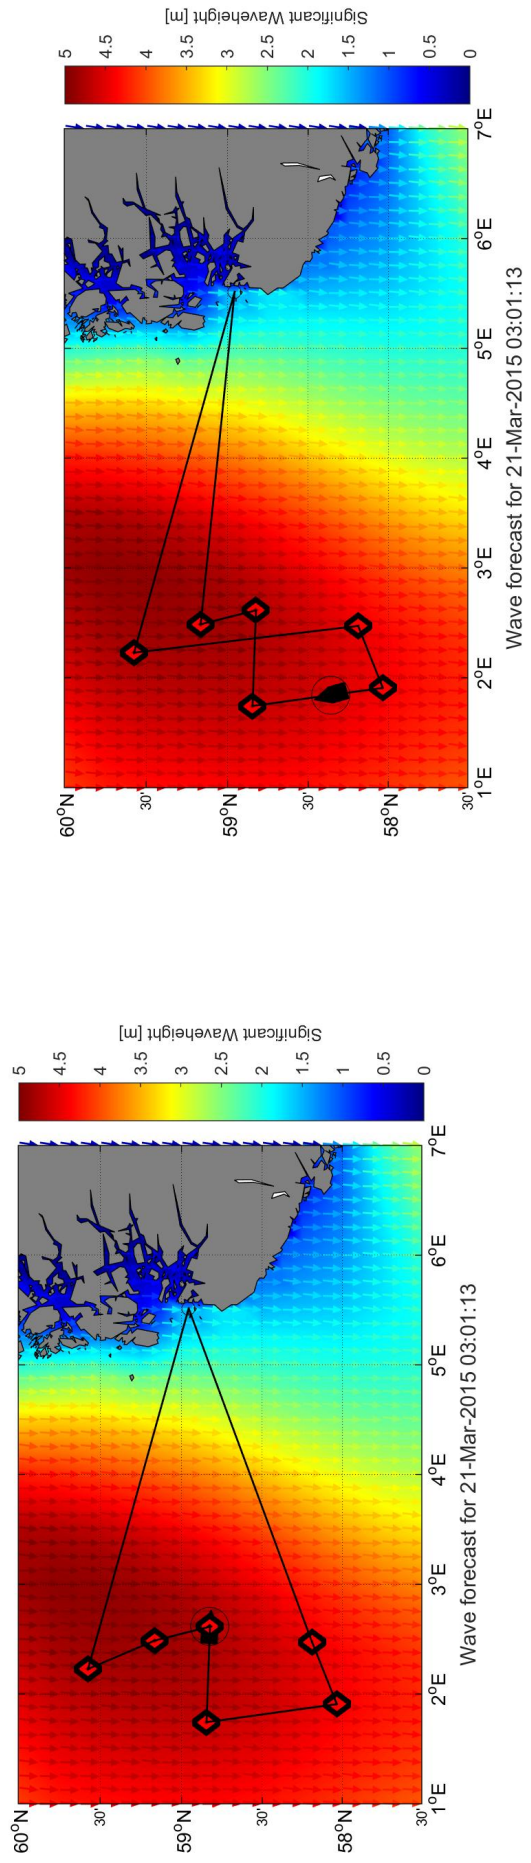 60°N
30'
59°N
30'
58°N
30'
1°E
2°E
3°E
4°E
5°E
6°E
7°E
Wave forecast for 21-Mar-2015 03:01:13
5
4.5
4
3.5
3
2.5
2
1.5
1
0.5
0
Significant Waveheight [m]
60°N
30'
59°N
30'
58°N
30'
1°E
2°E
3°E
4°E
5°E
6°E
7°E
Wave forecast for 21-Mar-2015 03:01:13
5
4.5
4
3.5
3
2.5
2
1.5
1
0.5
0
Significant Waveheight [m]